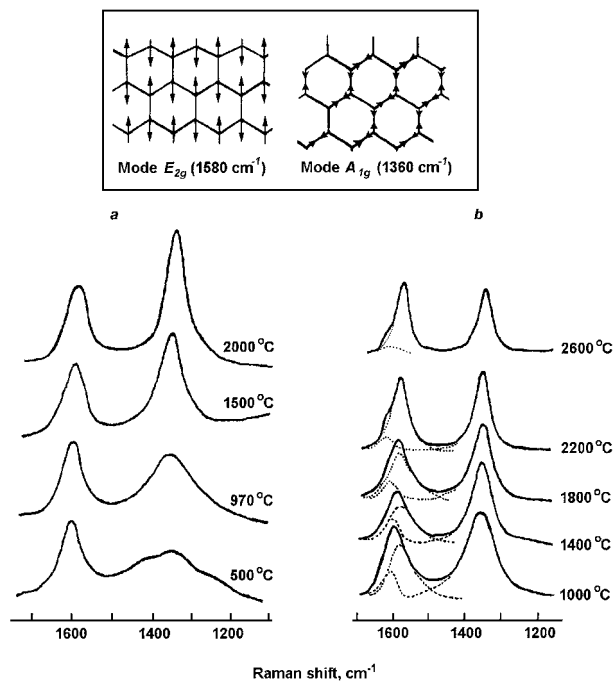 Mode E2g (1580 cm-1) Mode A1g (1360 cm-1)
a b
2000 °C
1500 °C
970 °C
500 °C
2600 °C
2200 °C
1800 °C
1400 °C
1000 °C
1600 1400 1200 1600 1400 1200
Raman shift, cm-1